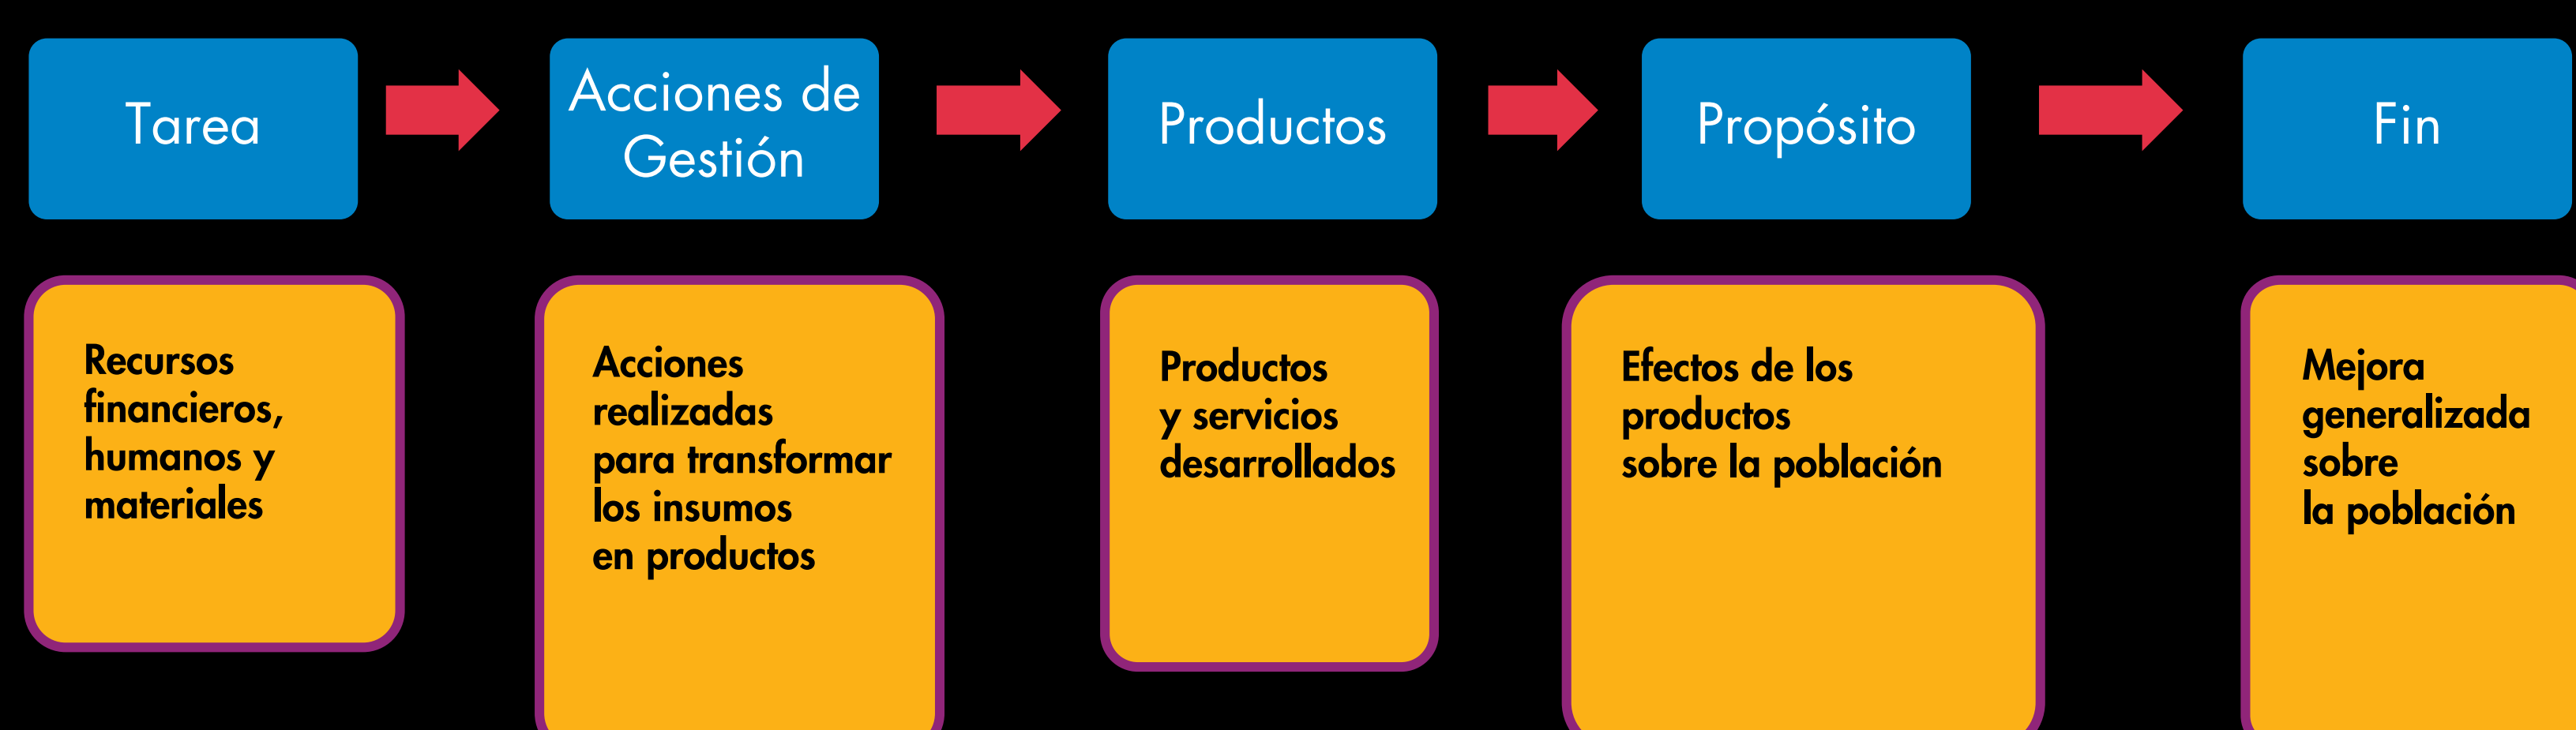 Tarea
Acciones de
Gestión
Productos
Propósito
Fin
Recursos
financieros,
humanos y
materiales
Acciones
realizadas
para transformar
los insumos
en productos
Productos
y servicios
desarrollados
Efectos de los
productos
sobre la población
Mejora
generalizada
sobre
la población